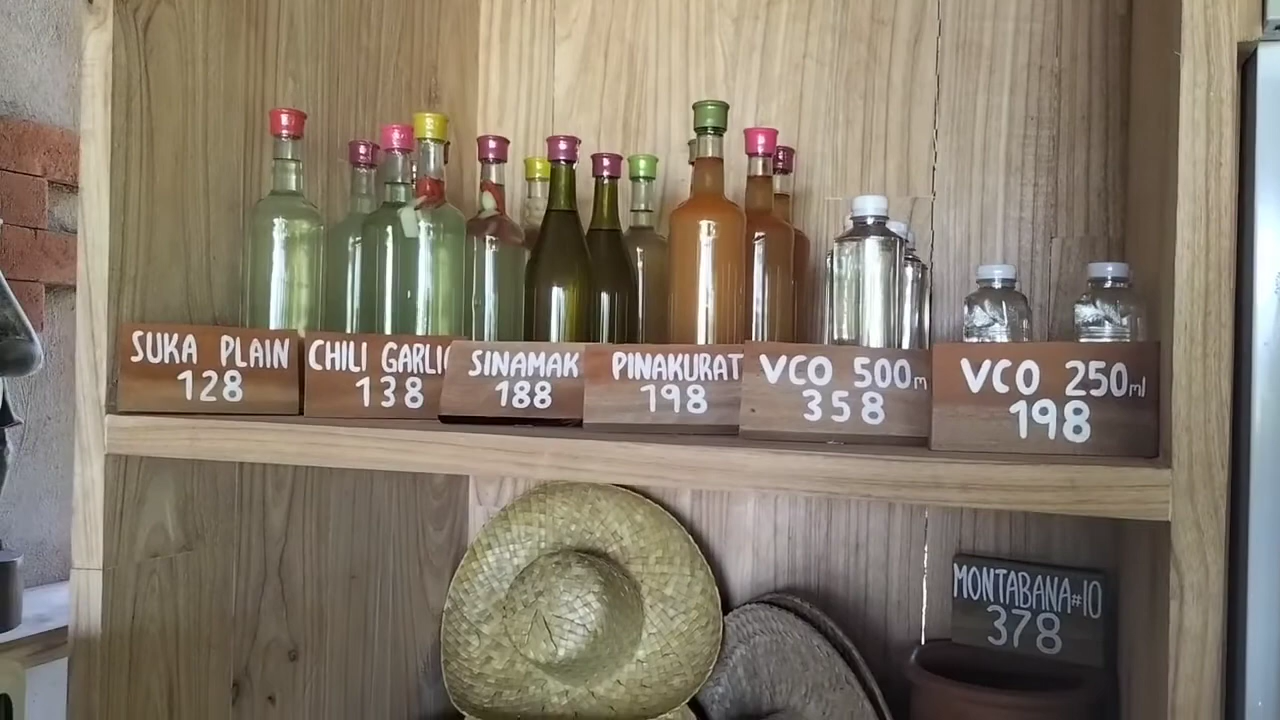 SUKA PLAIN
128
CHILI GARLIC
138
SINAMAK
188
PINAKURAT
198
VCO 500m
358
VCO 250ml
198
MONTABANA#10
378